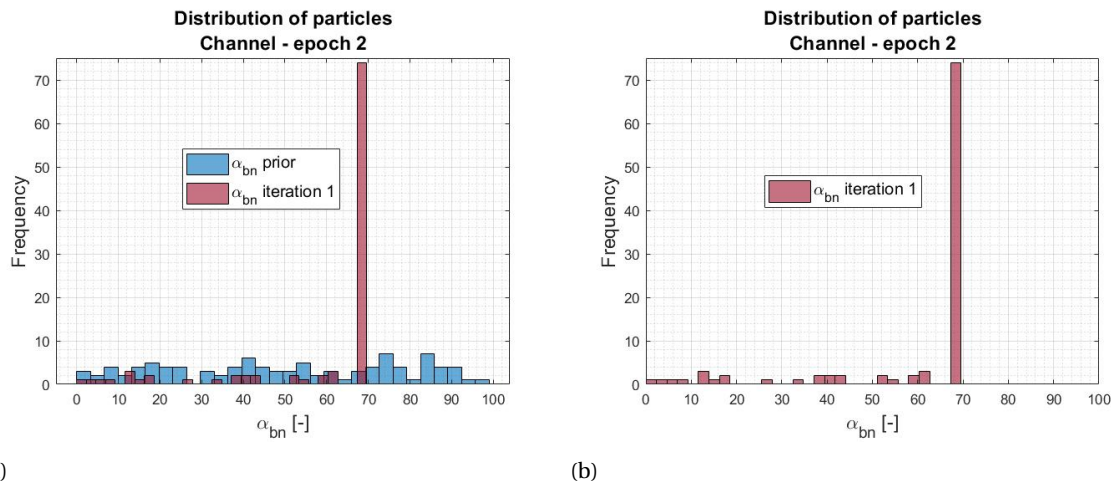 Distribution of particles
Channel - epoch 2
70
60
50
40
30
20
10
0
Frequency
α_bn prior
α_bn iteration 1
0 10 20 30 40 50 60 70 80 90 100
α_bn [-]
)
Distribution of particles
Channel - epoch 2
70
60
50
40
30
20
10
0
Frequency
α_bn iteration 1
0 10 20 30 40 50 60 70 80 90 100
α_bn [-]
(b)